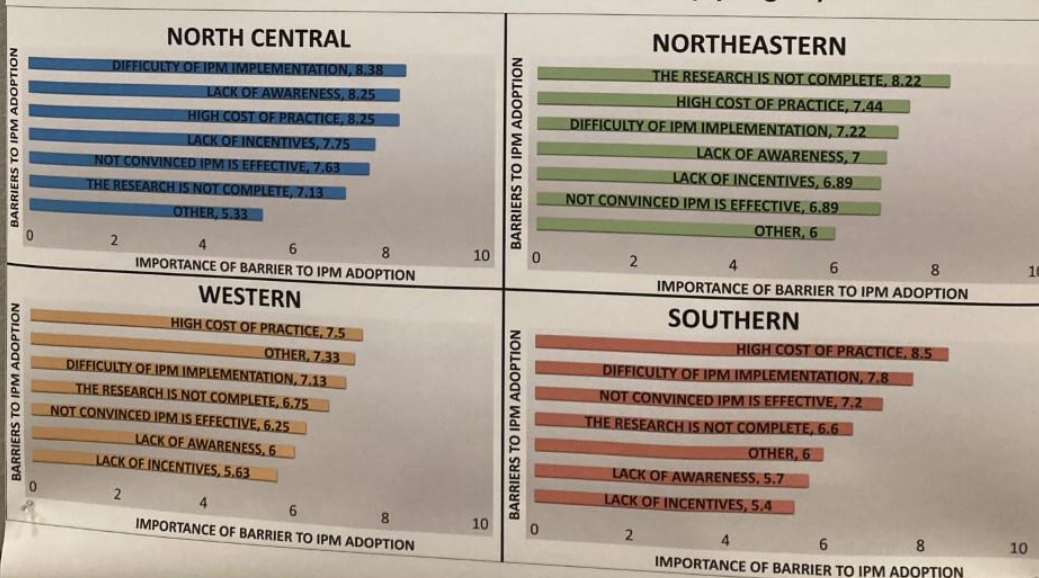 NORTH CENTRAL
BARRIERS TO IPM ADOPTION
DIFFICULTY OF IPM IMPLEMENTATION, 8.38
LACK OF AWARENESS, 8.25
HIGH COST OF PRACTICE, 8.25
LACK OF INCENTIVES, 7.75
NOT CONVINCED IPM IS EFFECTIVE, 7.63
THE RESEARCH IS NOT COMPLETE, 7.13
OTHER, 5.33
0 2 4 6 8 10
IMPORTANCE OF BARRIER TO IPM ADOPTION
NORTHEASTERN
BARRIERS TO IPM ADOPTION
THE RESEARCH IS NOT COMPLETE, 8.22
HIGH COST OF PRACTICE, 7.44
DIFFICULTY OF IPM IMPLEMENTATION, 7.22
LACK OF AWARENESS, 7
LACK OF INCENTIVES, 6.89
NOT CONVINCED IPM IS EFFECTIVE, 6.89
OTHER, 6
0 2 4 6 8
IMPORTANCE OF BARRIER TO IPM ADOPTION
WESTERN
BARRIERS TO IPM ADOPTION
HIGH COST OF PRACTICE, 7.5
OTHER, 7.33
DIFFICULTY OF IPM IMPLEMENTATION, 7.13
THE RESEARCH IS NOT COMPLETE, 6.75
NOT CONVINCED IPM IS EFFECTIVE, 6.25
LACK OF AWARENESS, 6
LACK OF INCENTIVES, 5.63
0 2 4 6 8 10
IMPORTANCE OF BARRIER TO IPM ADOPTION
SOUTHERN
BARRIERS TO IPM ADOPTION
HIGH COST OF PRACTICE, 8.5
DIFFICULTY OF IPM IMPLEMENTATION, 7.8
NOT CONVINCED IPM IS EFFECTIVE, 7.2
THE RESEARCH IS NOT COMPLETE, 6.6
OTHER, 6
LACK OF AWARENESS, 5.7
LACK OF INCENTIVES, 5.4
0 2 4 6 8 10
IMPORTANCE OF BARRIER TO IPM ADOPTION